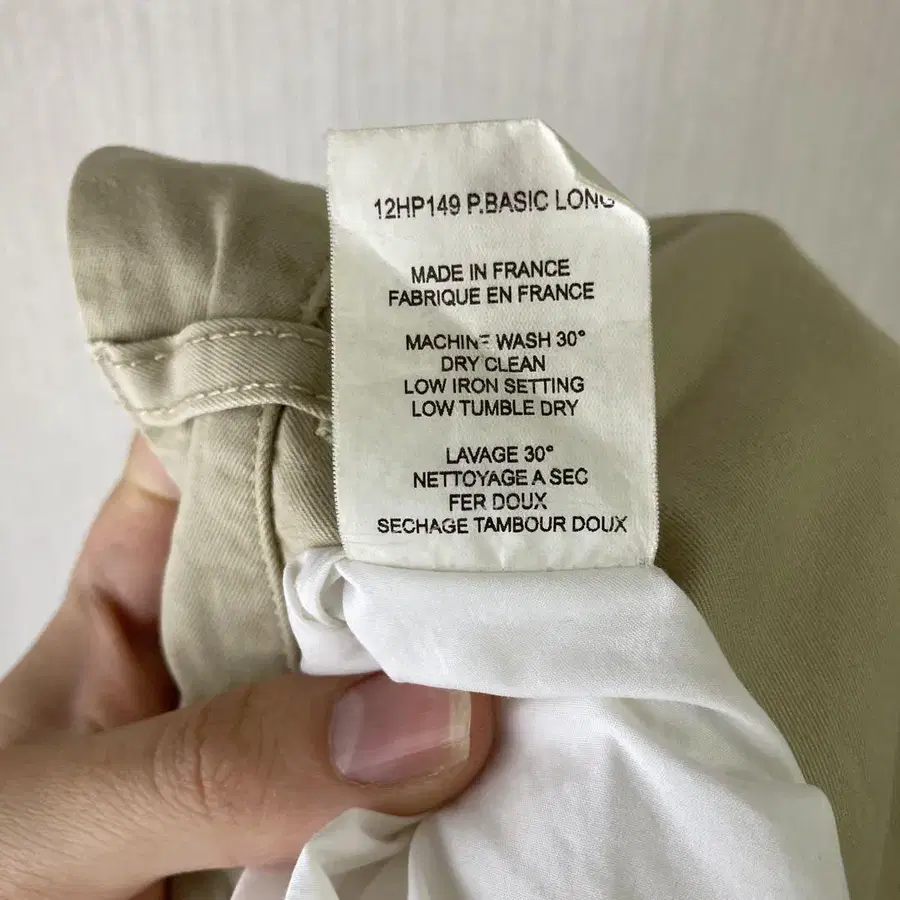 12HP149 P.BASIC LONG
MADE IN FRANCE
FABRIQUE EN FRANCE
MACHINE WASH 30°
DRY CLEAN
LOW IRON SETTING
LOW TUMBLE DRY
LAVAGE 30°
NETTOYAGE A SEC
FER DOUX
SECHAGE TAMBOUR DOUX